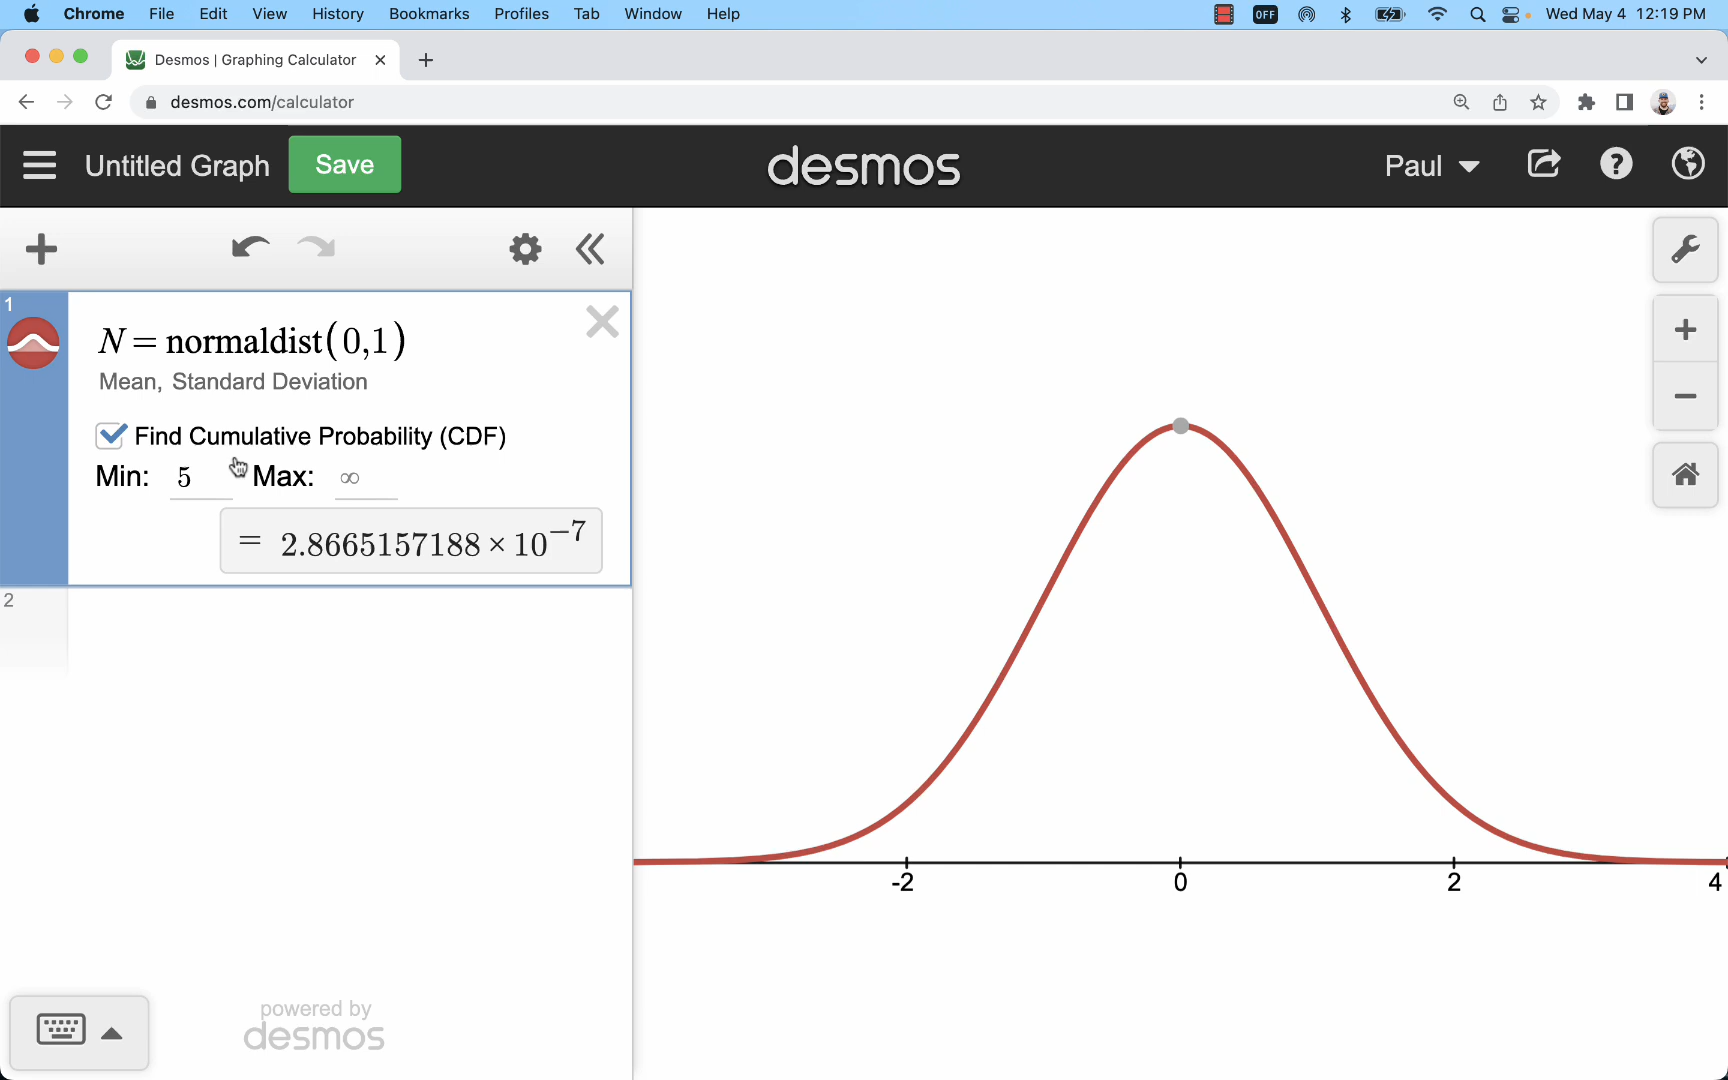 Chrome File Edit View History Bookmarks Profiles Tab Window Help OFF Wed May 4 12:19 PM
Desmos | Graphing Calculator
desmos.com/calculator
Untitled Graph Save desmos Paul
1
N = normaldist(0,1)
Mean, Standard Deviation
Find Cumulative Probability (CDF)
Min: 5 Max: ∞
= 2.8665157188 × 10⁻⁷
2
-2 0 2 4
powered by
desmos